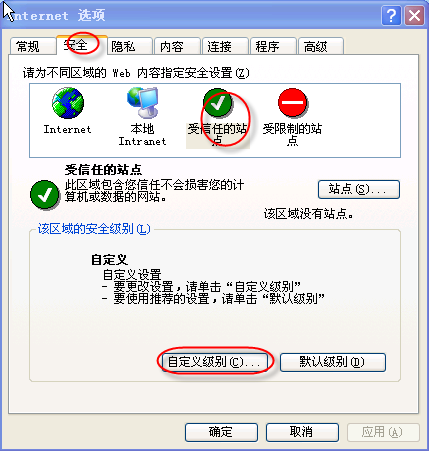 Internet 选项
常规 安全 隐私 内容 连接 程序 高级
请为不同区域的 Web 内容指定安全设置(Z)
Internet
本地
Intranet
受信任的站
点
受限制的站
点
受信任的站点
此区域包含您信任不会损害您的计
算机或数据的网站。
站点(S)...
该区域没有站点。
该区域的安全级别(L)
自定义
自定义设置
- 要更改设置，请单击“自定义级别”
- 要使用推荐的设置，请单击“默认级别”
自定义级别(C)... 默认级别(D)
确定 取消 应用(A)